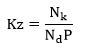 Kz = N_k / N_d P